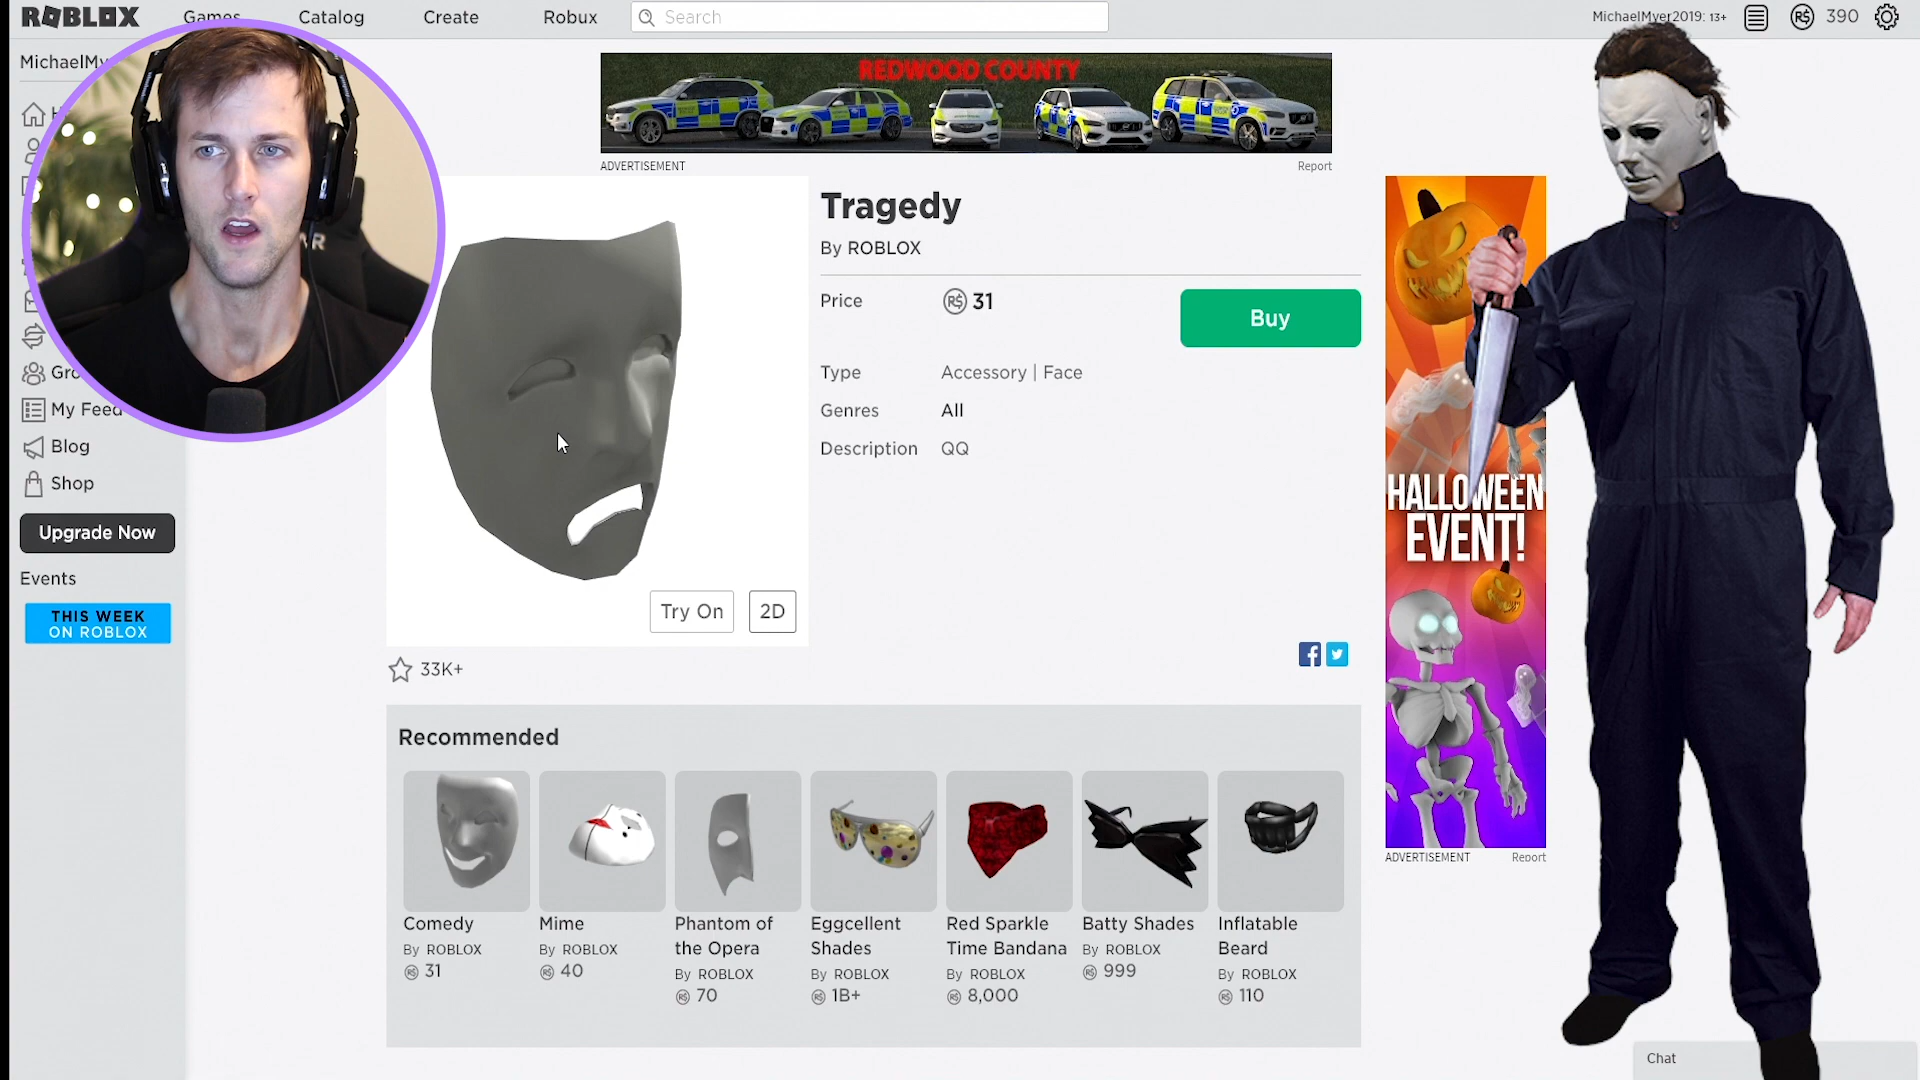 ROBLOX
Games
Catalog
Create
Robux
Search
MichaelMyer2019: 13+
390
MichaelMy
REDWOOD COUNTY
ADVERTISEMENT
Report
Tragedy
By ROBLOX
Price
R$ 31
Buy
Type
Accessory | Face
Genres
All
Description
QQ
My Feed
Blog
Shop
Upgrade Now
Events
THIS WEEK
ON ROBLOX
Try On
2D
33K+
HALLOWEEN
EVENT!
ADVERTISEMENT
Report
Recommended
Comedy
By ROBLOX
R$ 31
Mime
By ROBLOX
R$ 40
Phantom of
the Opera
By ROBLOX
R$ 70
Eggcellent
Shades
By ROBLOX
R$ 1B+
Red Sparkle
Time Bandana
By ROBLOX
R$ 8,000
Batty Shades
By ROBLOX
R$ 999
Inflatable
Beard
By ROBLOX
R$ 110
Chat